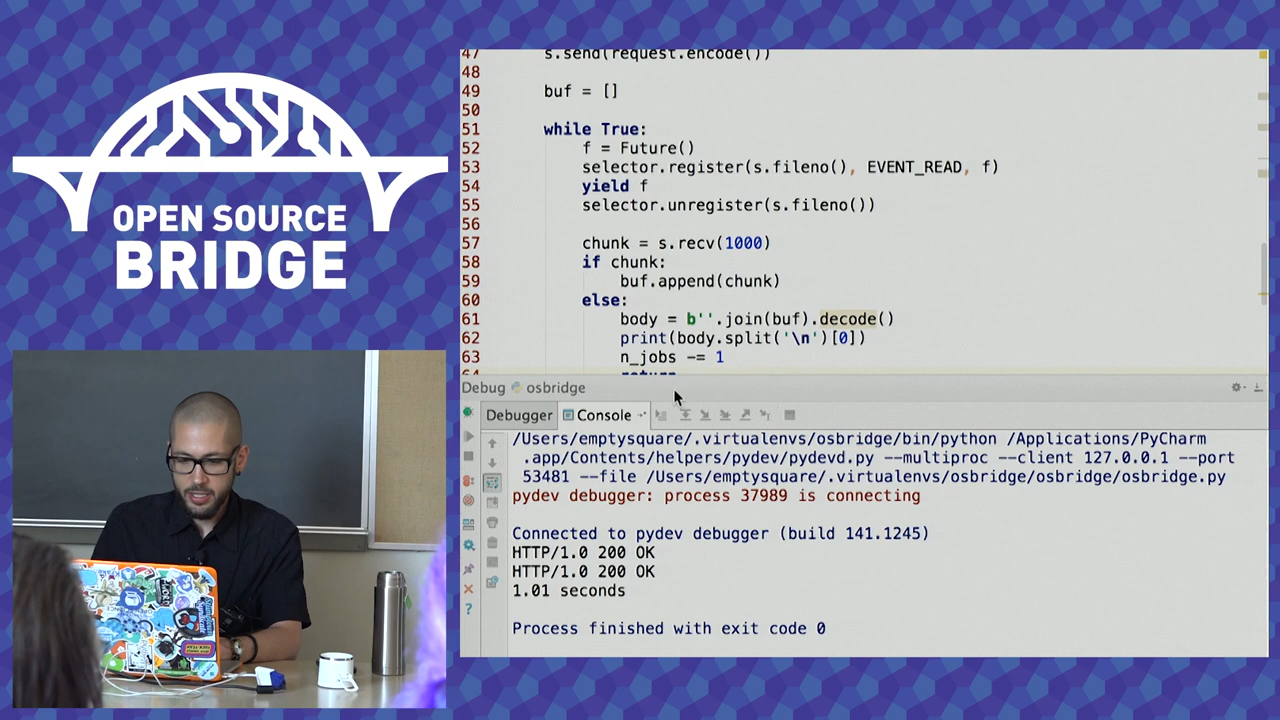 OPEN SOURCE
BRIDGE
47 s.send(request.encode())
48
49 buf = []
50
51 while True:
52 f = Future()
53 selector.register(s.fileno(), EVENT_READ, f)
54 yield f
55 selector.unregister(s.fileno())
56
57 chunk = s.recv(1000)
58 if chunk:
59 buf.append(chunk)
60 else:
61 body = b''.join(buf).decode()
62 print(body.split('\n')[0])
63 n_jobs -= 1
64 return
Debug osbridge
Debugger Console
/Users/emptysquare/.virtualenvs/osbridge/bin/python /Applications/PyCharm
.app/Contents/helpers/pydev/pydevd.py --multiproc --client 127.0.0.1 --port
53481 --file /Users/emptysquare/.virtualenvs/osbridge/osbridge/osbridge.py
pydev debugger: process 37989 is connecting
Connected to pydev debugger (build 141.1245)
HTTP/1.0 200 OK
HTTP/1.0 200 OK
1.01 seconds
Process finished with exit code 0